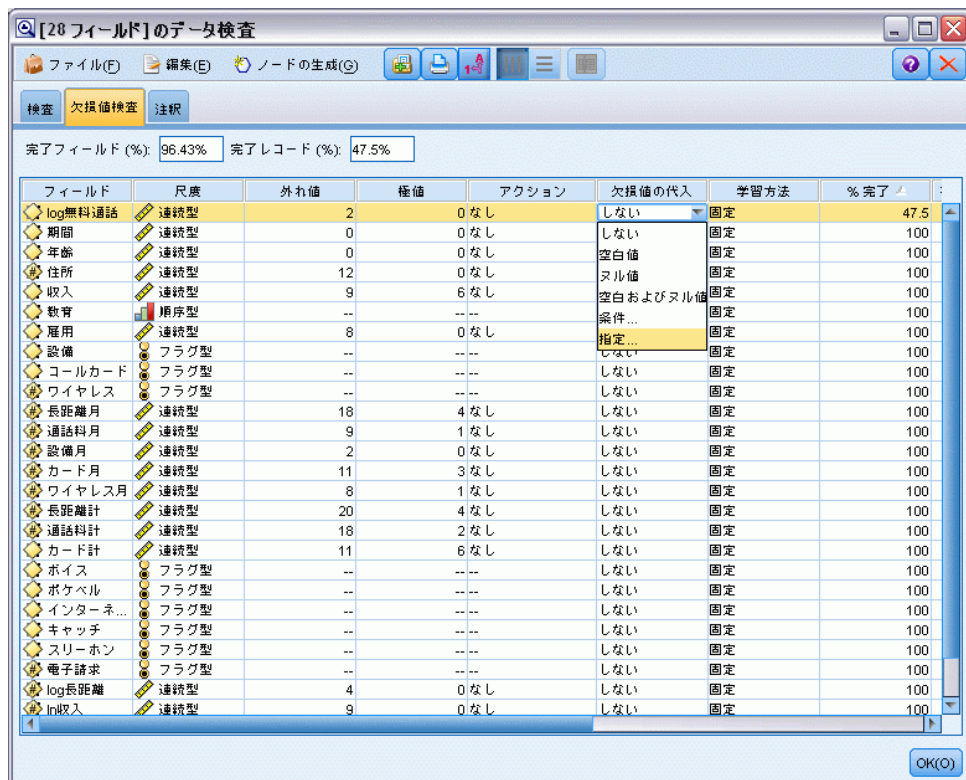 [28 フィールド] のデータ検査
ファイル(F) 編集(E) ノードの生成(G)
検査 欠損値検査 注釈
完了フィールド (%): 96.43% 完了レコード (%): 47.5%
フィールド 尺度 外れ値 極値 アクション 欠損値の代入 学習方法 % 完了
log無料通話 連続型 2 0 なし しない 固定 47.5
期間 連続型 0 0 なし しない 固定 100
年齢 連続型 0 0 なし 空白値 固定 100
住所 連続型 12 0 なし ヌル値 固定 100
収入 連続型 9 6 なし 空白およびヌル値 固定 100
教育 順序型 -- -- -- 条件... 固定 100
雇用 連続型 8 0 なし 指定... 固定 100
設備 フラグ型 -- -- -- しない 固定 100
コールカード フラグ型 -- -- -- しない 固定 100
ワイヤレス フラグ型 -- -- -- しない 固定 100
長距離月 連続型 18 4 なし しない 固定 100
通話料月 連続型 9 1 なし しない 固定 100
設備月 連続型 2 0 なし しない 固定 100
カード月 連続型 11 3 なし しない 固定 100
ワイヤレス月 連続型 8 1 なし しない 固定 100
長距離計 連続型 20 4 なし しない 固定 100
通話料計 連続型 18 2 なし しない 固定 100
カード計 連続型 11 6 なし しない 固定 100
ボイス フラグ型 -- -- -- しない 固定 100
ポケベル フラグ型 -- -- -- しない 固定 100
インターネ... フラグ型 -- -- -- しない 固定 100
キャッチ フラグ型 -- -- -- しない 固定 100
スリーホン フラグ型 -- -- -- しない 固定 100
電子請求 フラグ型 -- -- -- しない 固定 100
log長距離 連続型 4 0 なし しない 固定 100
ln収入 連続型 9 0 なし しない 固定 100
OK(O)